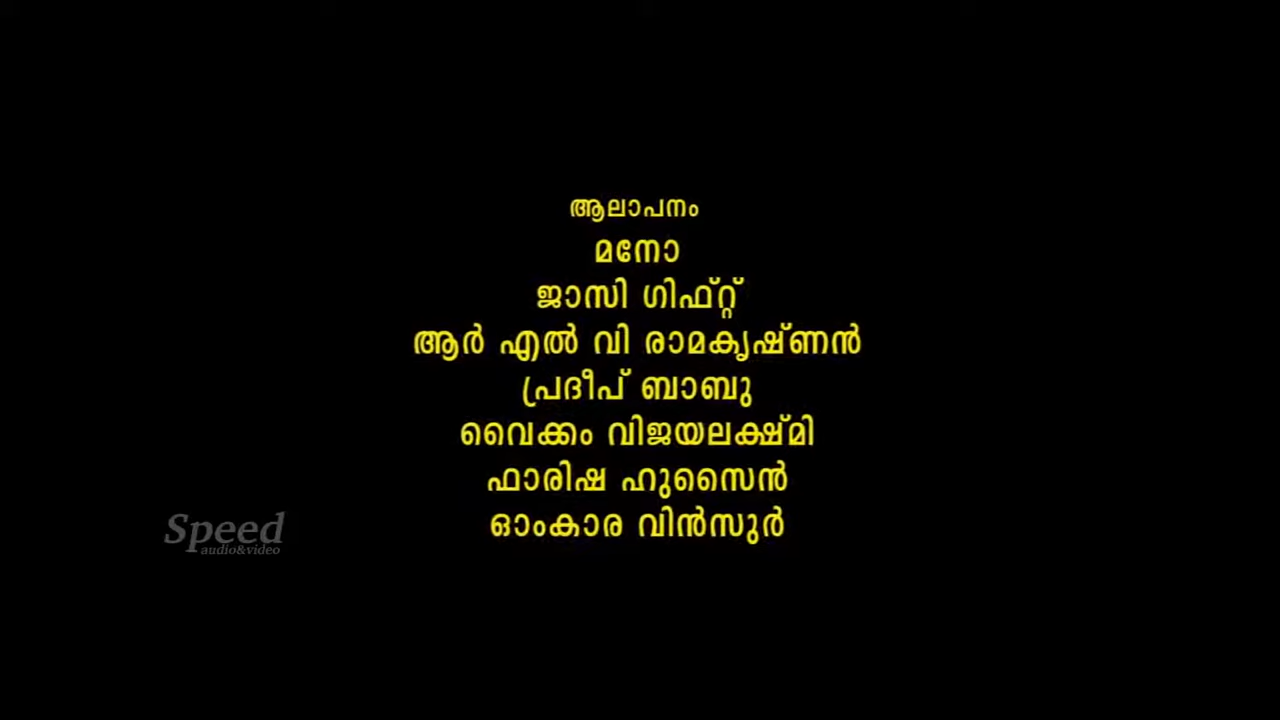 ആലാപനം
മനോ
ജാസി ഗിഫ്റ്റ്
ആർ എൽ വി രാമകൃഷ്ണൻ
പ്രദീപ് ബാബു
വൈക്കം വിജയലക്ഷ്മി
ഫാരിഷ ഹുസൈൻ
ഓംകാര വിൻസുർ
Speed
audio&video